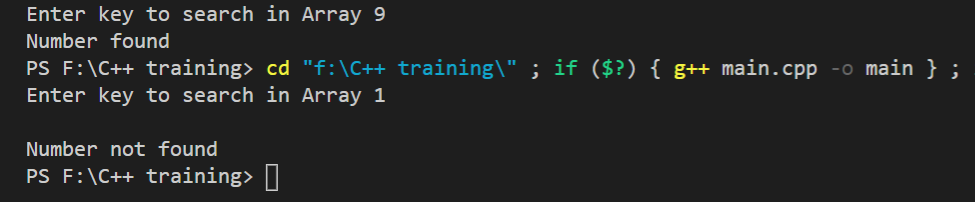 Enter key to search in Array 9
Number found
PS F:\C++ training> cd "f:\C++ training\" ; if ($?) { g++ main.cpp -o main } ;
Enter key to search in Array 1
Number not found
PS F:\C++ training>